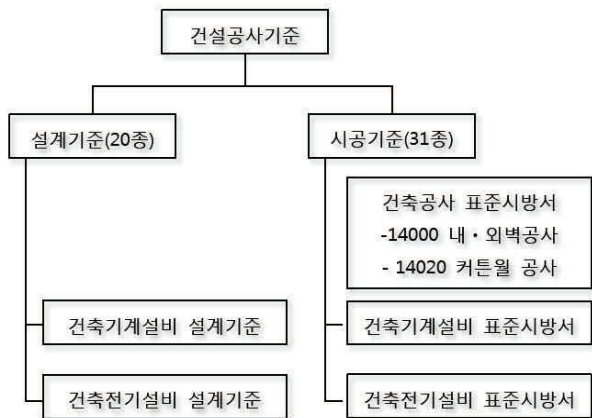 건설공사기준
설계기준(20종)
시공기준(31종)
건축공사 표준시방서
-14000 내・외벽공사
- 14020 커튼월 공사
건축기계설비 설계기준
건축기계설비 표준시방서
건축전기설비 설계기준
건축전기설비 표준시방서